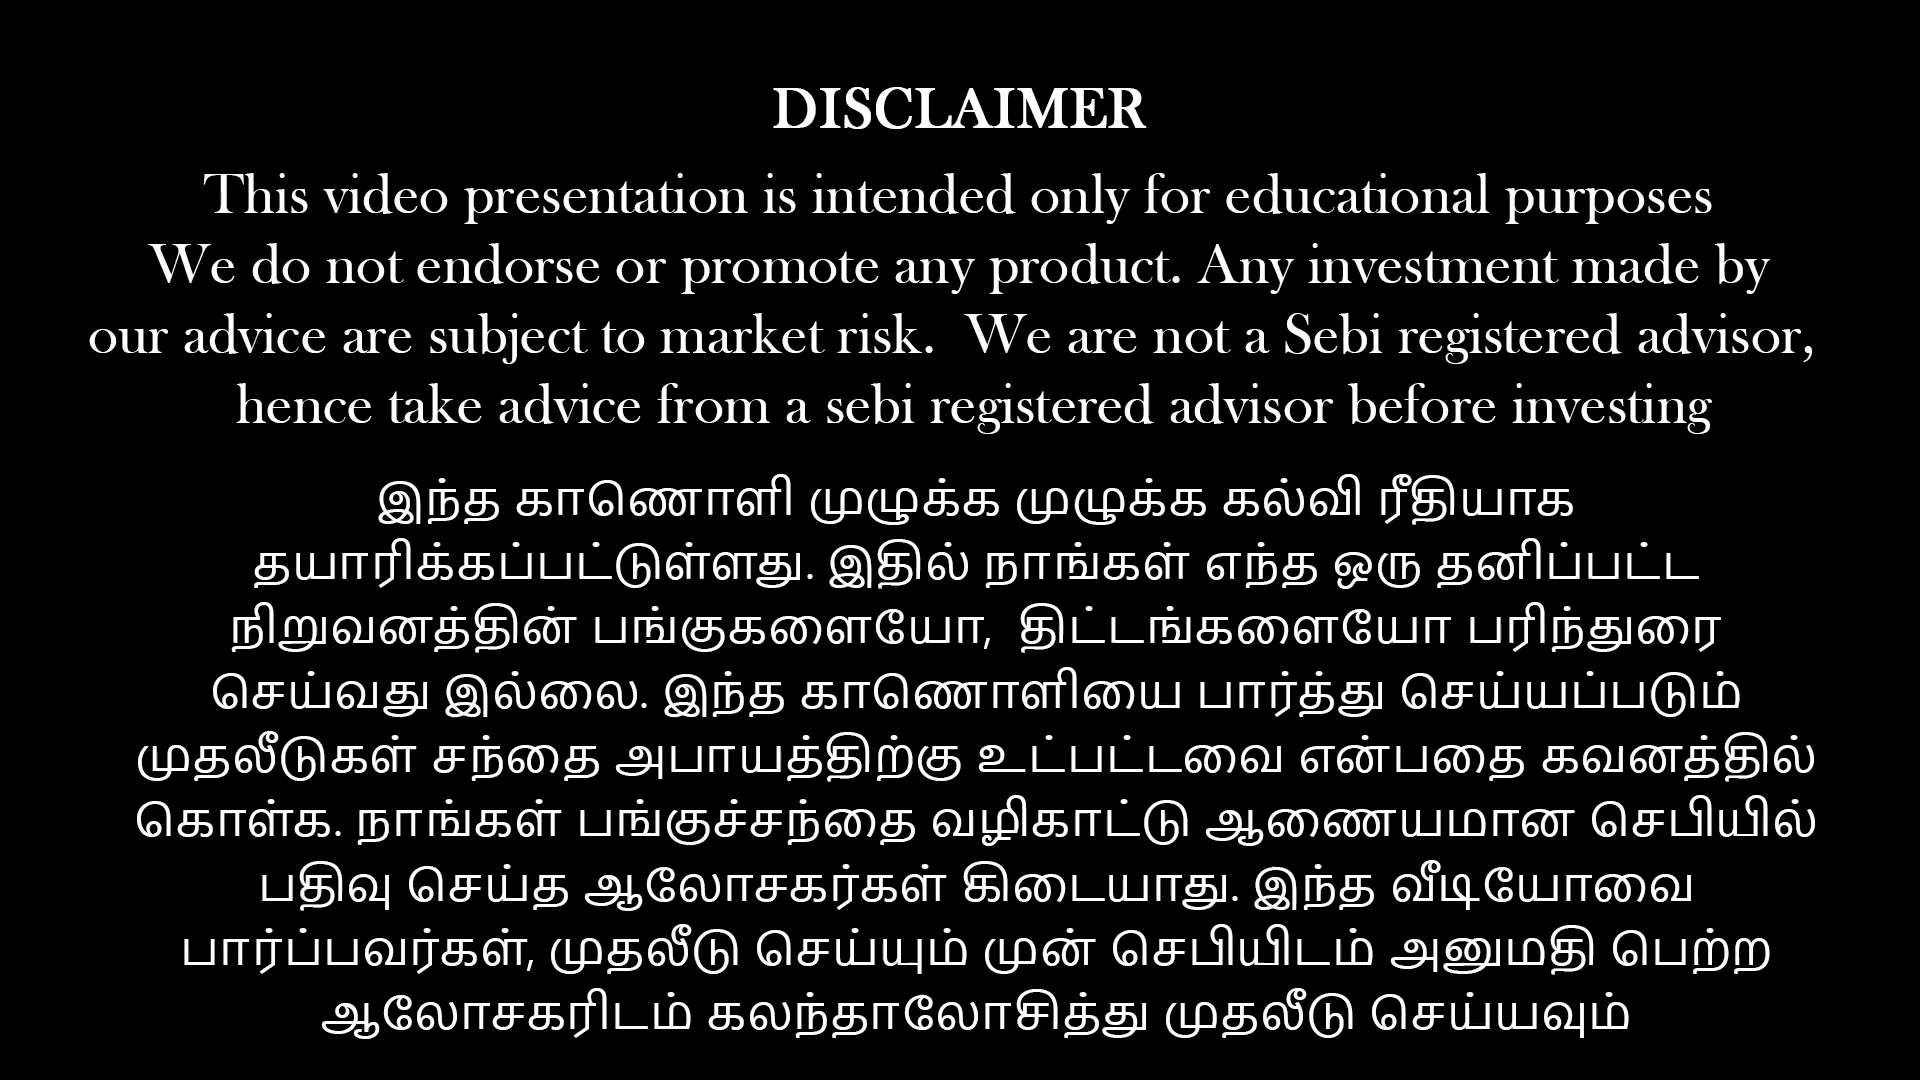 DISCLAIMER
This video presentation is intended only for educational purposes
We do not endorse or promote any product. Any investment made by
our advice are subject to market risk.  We are not a Sebi registered advisor,
hence take advice from a sebi registered advisor before investing
இந்த காணொளி முழுக்க முழுக்க கல்வி ரீதியாக
தயாரிக்கப்பட்டுள்ளது. இதில் நாங்கள் எந்த ஒரு தனிப்பட்ட
நிறுவனத்தின் பங்குகளையோ,  திட்டங்களையோ பரிந்துரை
செய்வது இல்லை. இந்த காணொளியை பார்த்து செய்யப்படும்
முதலீடுகள் சந்தை அபாயத்திற்கு உட்பட்டவை என்பதை கவனத்தில்
கொள்க. நாங்கள் பங்குச்சந்தை வழிகாட்டு ஆணையமான செபியில்
பதிவு செய்த ஆலோசகர்கள் கிடையாது. இந்த வீடியோவை
பார்ப்பவர்கள், முதலீடு செய்யும் முன் செபியிடம் அனுமதி பெற்ற
ஆலோசகரிடம் கலந்தாலோசித்து முதலீடு செய்யவும்